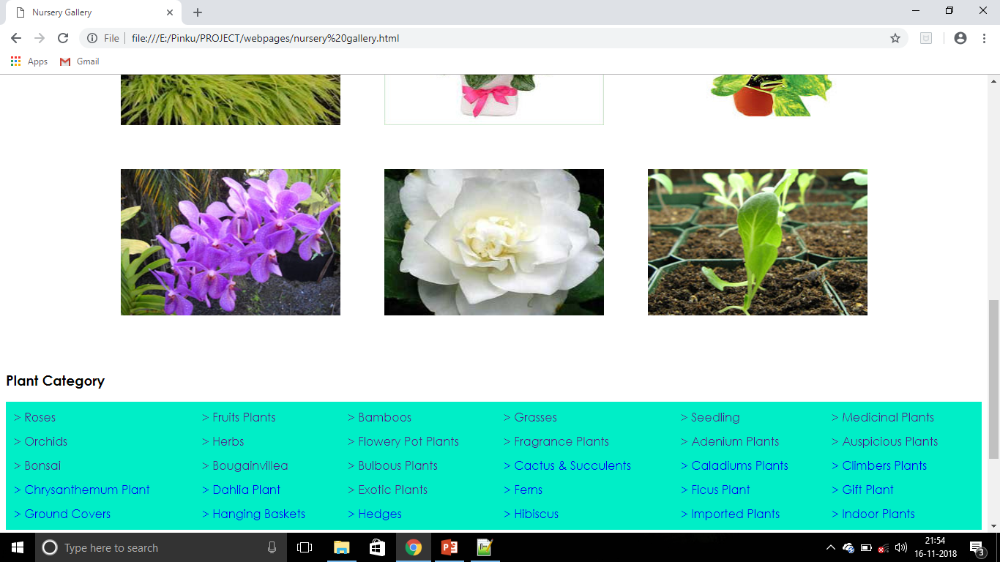 Nursery Gallery
File file:///E:/Pinku/PROJECT/webpages/nursery%20gallery.html
Apps Gmail
Plant Category
> Roses > Fruits Plants > Bamboos > Grasses > Seedling > Medicinal Plants
> Orchids > Herbs > Flowery Pot Plants > Fragrance Plants > Adenium Plants > Auspicious Plants
> Bonsai > Bougainvillea > Bulbous Plants > Cactus & Succulents > Caladiums Plants > Climbers Plants
> Chrysanthemum Plant > Dahlia Plant > Exotic Plants > Ferns > Ficus Plant > Gift Plant
> Ground Covers > Hanging Baskets > Hedges > Hibiscus > Imported Plants > Indoor Plants
Type here to search
21:54
16-11-2018
3